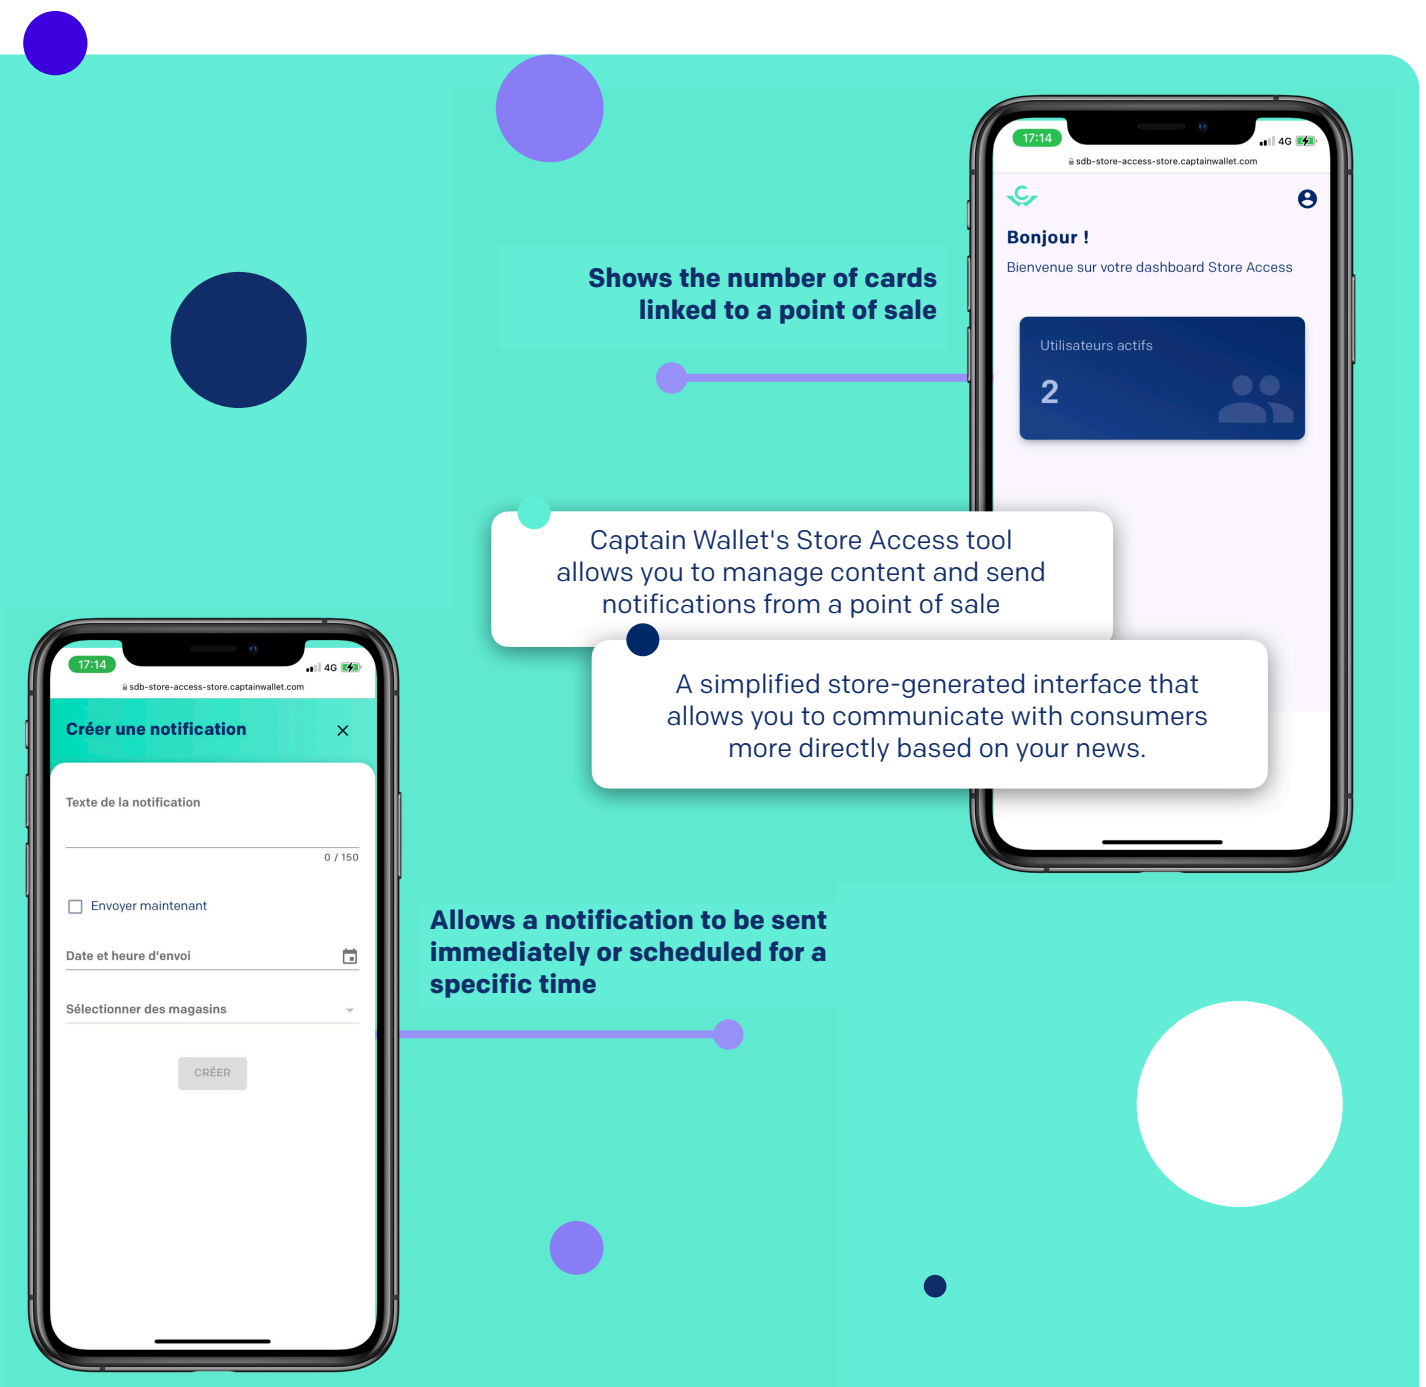 17:14
4G
sdb-store-access-store.captainwallet.com
Bonjour !
Bienvenue sur votre dashboard Store Access
Utilisateurs actifs
2
Shows the number of cards
linked to a point of sale
Captain Wallet's Store Access tool
allows you to manage content and send
notifications from a point of sale
A simplified store-generated interface that
allows you to communicate with consumers
more directly based on your news.
17:14
4G
sdb-store-access-store.captainwallet.com
Créer une notification
Texte de la notification
0 / 150
Envoyer maintenant
Date et heure d'envoi
Sélectionner des magasins
CRÉER
Allows a notification to be sent
immediately or scheduled for a
specific time